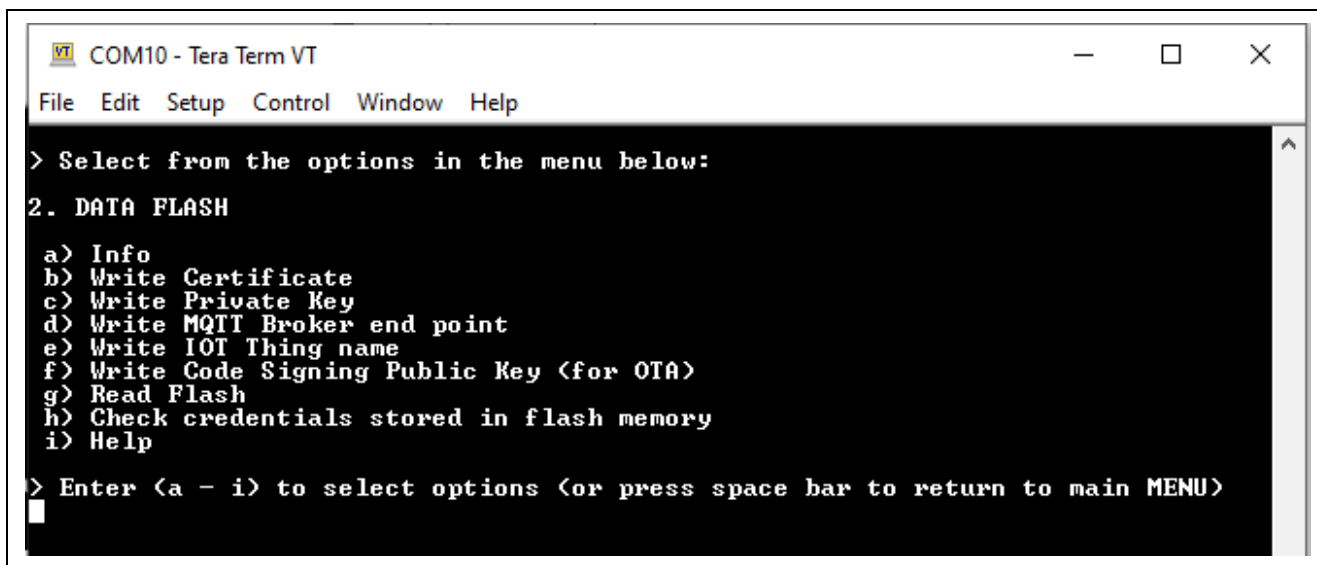 COM10 - Tera Term VT
File Edit Setup Control Window Help
> Select from the options in the menu below:
2. DATA FLASH
a) Info
b) Write Certificate
c) Write Private Key
d) Write MQTT Broker end point
e) Write IOT Thing name
f) Write Code Signing Public Key (for OTA)
g) Read Flash
h) Check credentials stored in flash memory
i) Help
> Enter (a - i) to select options (or press space bar to return to main MENU)